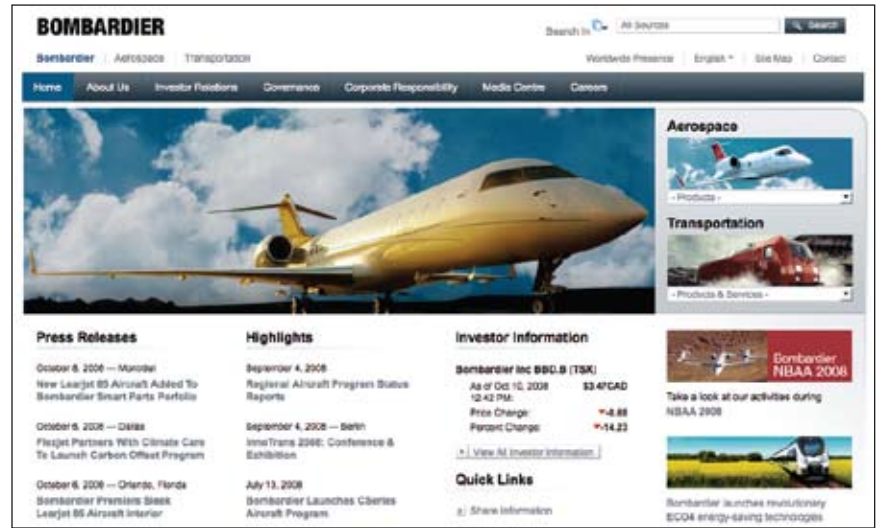 BOMBARDIER
Search In All Sources Search
Bombardier Aerospace Transportation
Worldwide Presence English Site Map Contact
Home About Us Investor Relations Governance Corporate Responsibility Media Centre Careers
Aerospace
- Products -
Transportation
- Products & Services -
Press Releases
October 6, 2008 — Montréal
New Learjet 85 Aircraft Added To
Bombardier Smart Parts Portfolio
October 6, 2008 — Dallas
Flexjet Partners With Climate Care
To Launch Carbon Offset Program
October 6, 2008 — Orlando, Florida
Bombardier Premiers Sleek
Learjet 85 Aircraft Interior
Highlights
September 4, 2008
Regional Aircraft Program Status
Reports
September 4, 2008 — Berlin
InnoTrans 2008: Conference &
Exhibition
July 13, 2008
Bombardier Launches CSeries
Aircraft Program
Investor Information
Bombardier Inc BBD.B (TSX)
As of Oct 10, 2008 $3.47CAD
12:42 PM:
Price Change:
Percent Change: -14.23
View All Investor Information
Quick Links
Share Information
Bombardier
NBAA 2008
Take a look at our activities during
NBAA 2008
Bombardier launches revolutionary
ECO4 energy-saving technologies